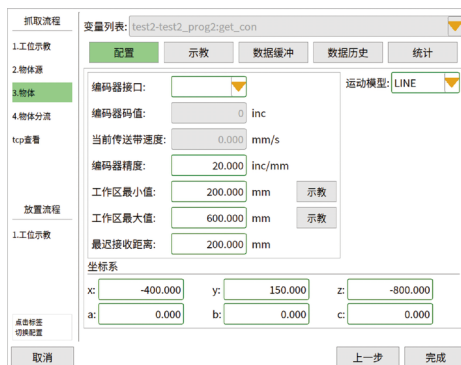 抓取流程
1.工位示教
2.物体源
3.物体
4.物体分流
tcp查看
放置流程
1.工位示教
点击标签
切换配置
取消
变量列表: test2-test2_prog2:get_con
配置 示教 数据缓冲 数据历史 统计
编码器接口:
运动模型: LINE
编码器码值: 0 inc
当前传送带速度: 0.000 mm/s
编码器精度: 20.000 inc/mm
工作区最小值: 200.000 mm 示教
工作区最大值: 600.000 mm 示教
最迟接收距离: 200.000 mm
坐标系
x: -400.000 y: 150.000 z: -800.000
a: 0.000 b: 0.000 c: 0.000
上一步 完成